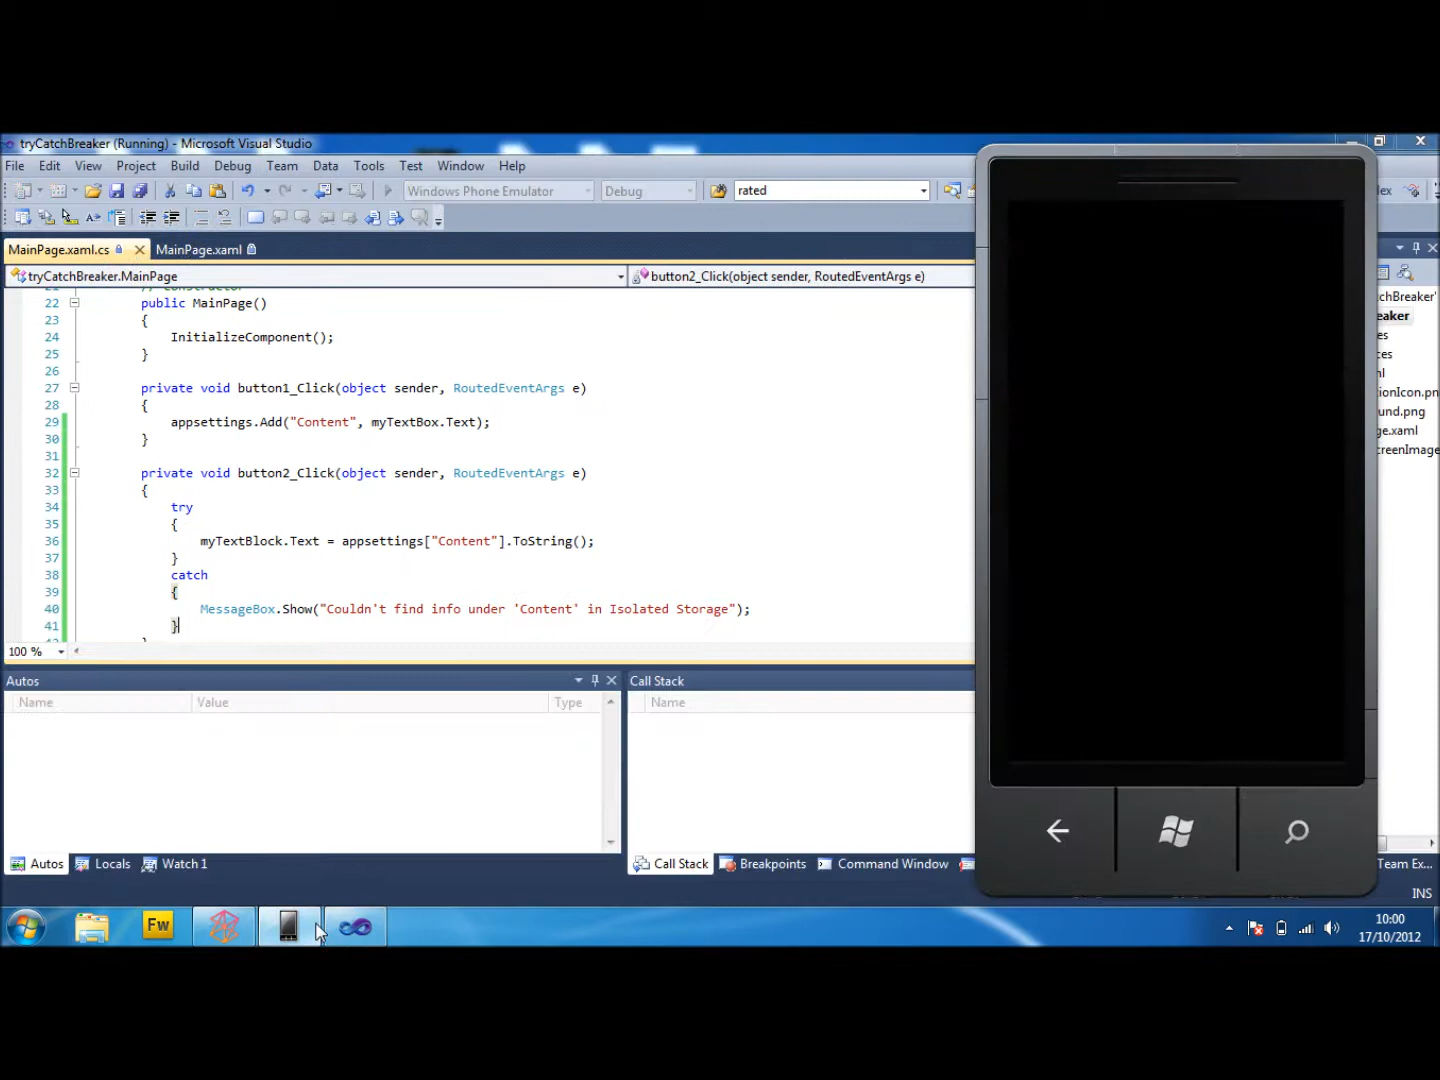 tryCatchBreaker (Running) - Microsoft Visual Studio
File Edit View Project Build Debug Team Data Tools Test Window Help
Windows Phone Emulator Debug rated
MainPage.xaml.cs MainPage.xaml
tryCatchBreaker.MainPage button2_Click(object sender, RoutedEventArgs e)
22 public MainPage()
23 {
24 InitializeComponent();
25 }
26
27 private void button1_Click(object sender, RoutedEventArgs e)
28 {
29 appsettings.Add("Content", myTextBox.Text);
30 }
31
32 private void button2_Click(object sender, RoutedEventArgs e)
33 {
34 try
35 {
36 myTextBlock.Text = appsettings["Content"].ToString();
37 }
38 catch
39 {
40 MessageBox.Show("Couldn't find info under 'Content' in Isolated Storage");
41 }
100 %
chBreaker'
eaker
es
ces
ml
ionIcon.pn
und.png
ge.xaml
creenImage
Autos
Name Value Type
Call Stack
Name
Autos Locals Watch 1
Call Stack Breakpoints Command Window
Team Ex...
INS
Fw
10:00
17/10/2012